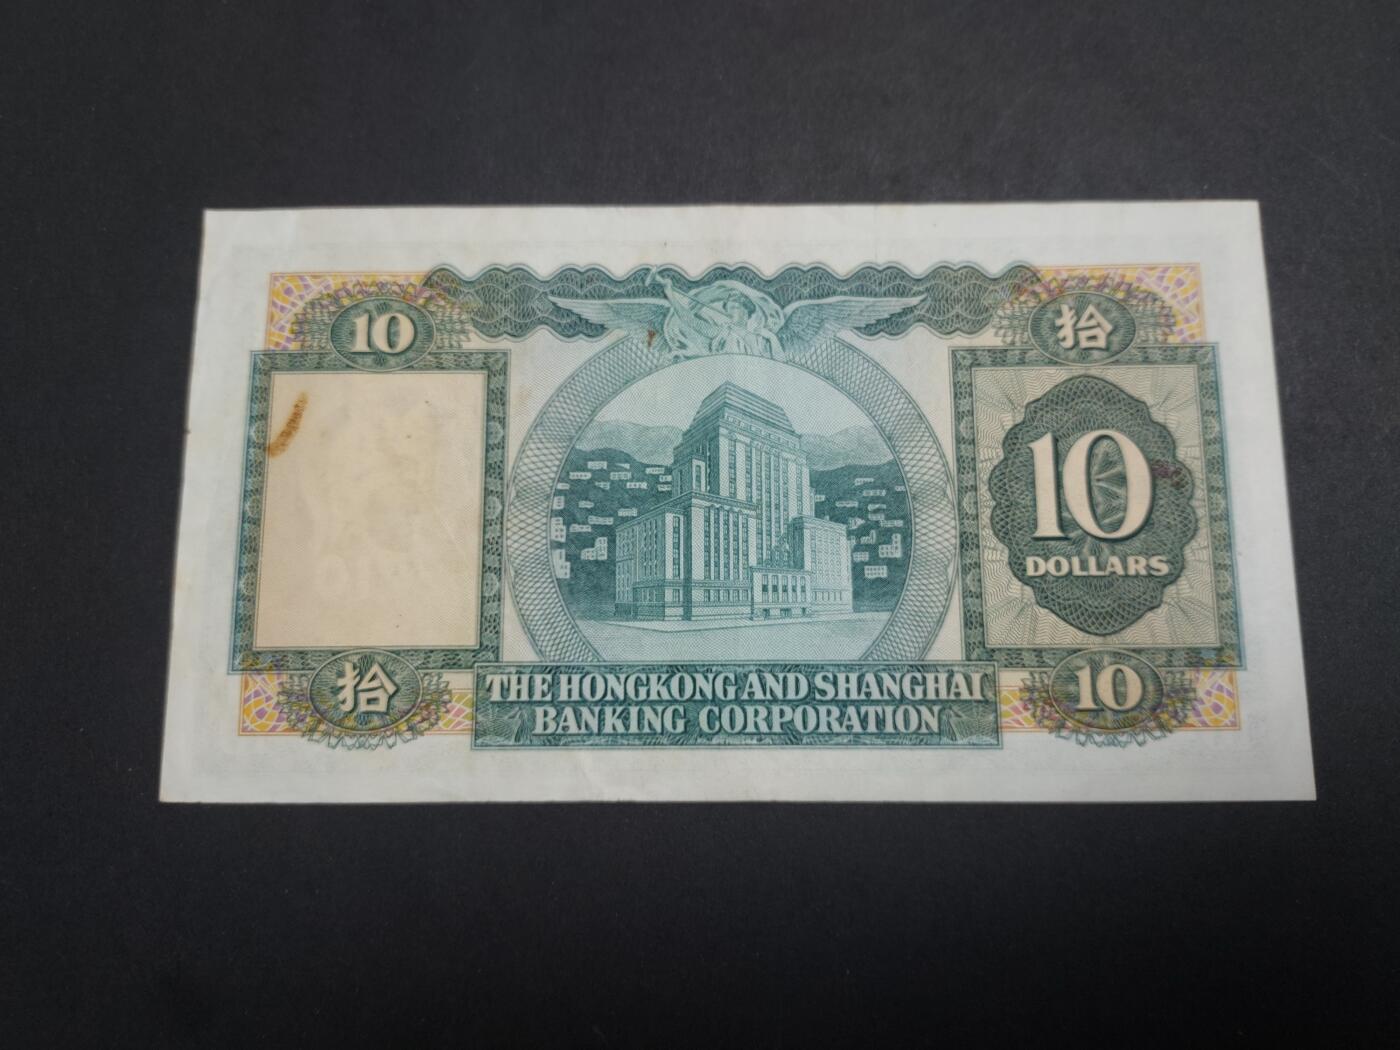 10
拾
10
DOLLARS
拾
THE HONGKONG AND SHANGHAI
BANKING CORPORATION
10